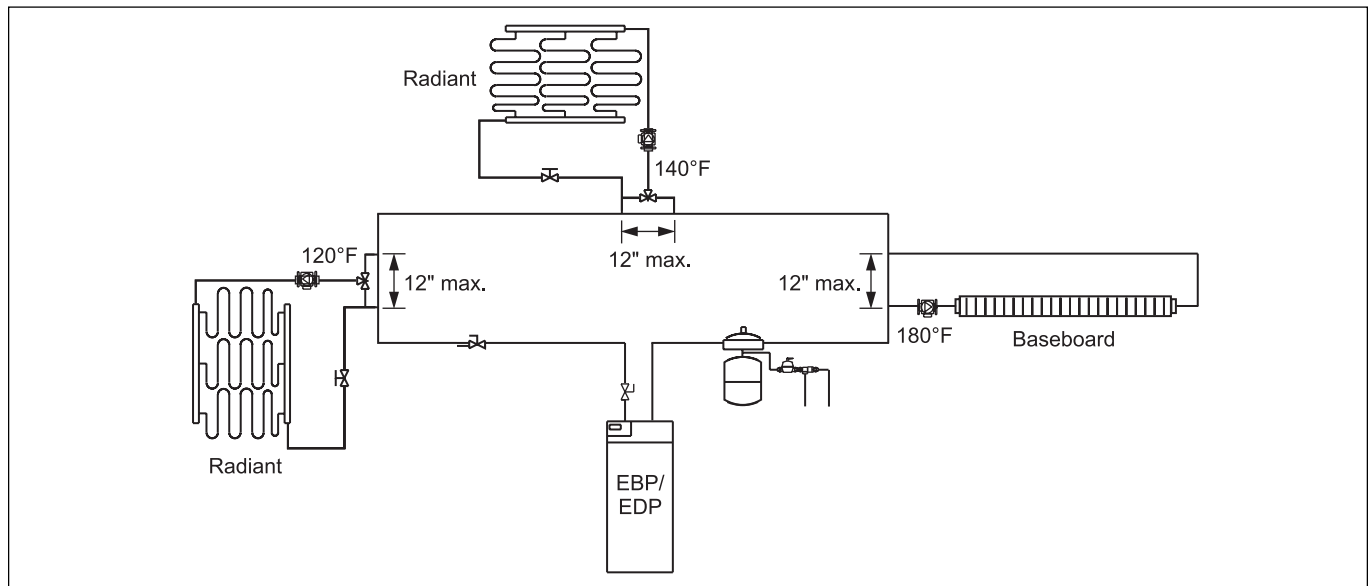 Radiant
140°F
12" max.
120°F
12" max.
12" max.
180°F
Baseboard
Radiant
EBP/
EDP